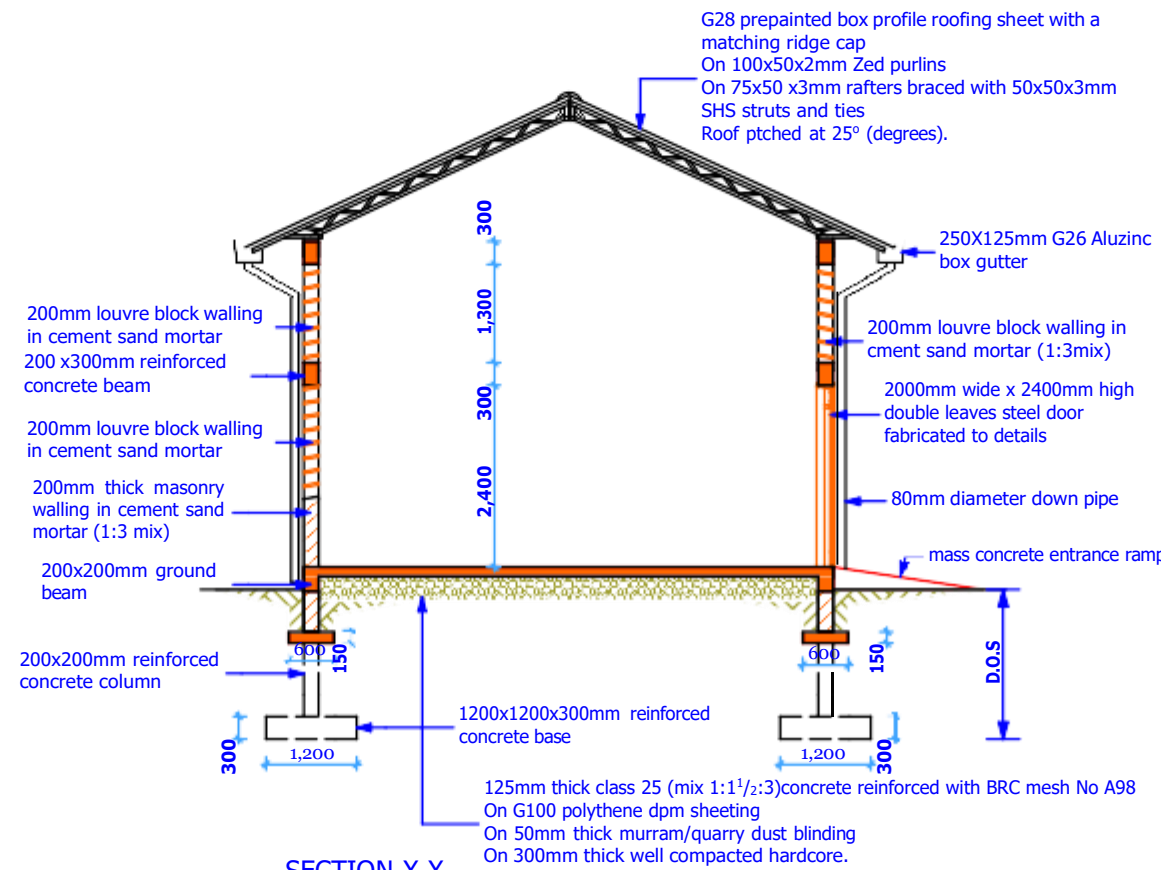 G28 prepainted box profile roofing sheet with a
matching ridge cap
On 100x50x2mm Zed purlins
On 75x50 x3mm rafters braced with 50x50x3mm
SHS struts and ties
Roof ptched at 25º (degrees).
300
250X125mm G26 Aluzinc
box gutter
200mm louvre block walling
in cement sand mortar
1,300
200mm louvre block walling in
cment sand mortar (1:3mix)
200 x300mm reinforced
concrete beam
300
2000mm wide x 2400mm high
double leaves steel door
fabricated to details
200mm louvre block walling
in cement sand mortar
2,400
200mm thick masonry
walling in cement sand
mortar (1:3 mix)
80mm diameter down pipe
mass concrete entrance ramp
200x200mm ground
beam
600
150
600
150
D.O.S
200x200mm reinforced
concrete column
1200x1200x300mm reinforced
concrete base
300
1,200
1,200
300
125mm thick class 25 (mix 1:1¹/₂:3)concrete reinforced with BRC mesh No A98
On G100 polythene dpm sheeting
On 50mm thick murram/quarry dust blinding
On 300mm thick well compacted hardcore.
SECTION X-X